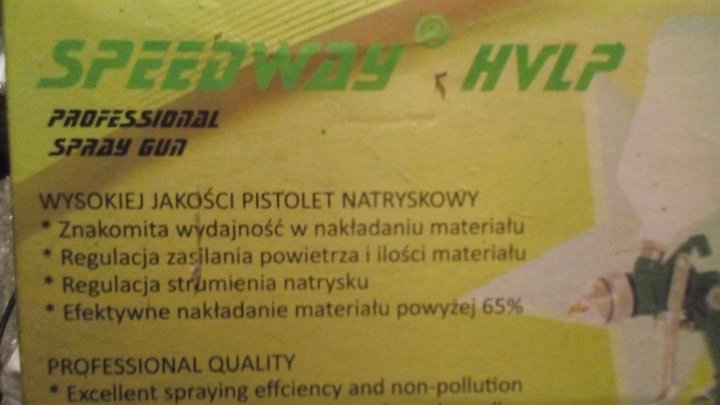 SPEEDWAY® HVLP
PROFESSIONAL
SPRAY GUN
WYSOKIEJ JAKOŚCI PISTOLET NATRYSKOWY
* Znakomita wydajność w nakładaniu materiału
* Regulacja zasilania powietrza i ilości materiału
* Regulacja strumienia natrysku
* Efektywne nakładanie materiału powyżej 65%
PROFESSIONAL QUALITY
* Excellent spraying effciency and non-pollution